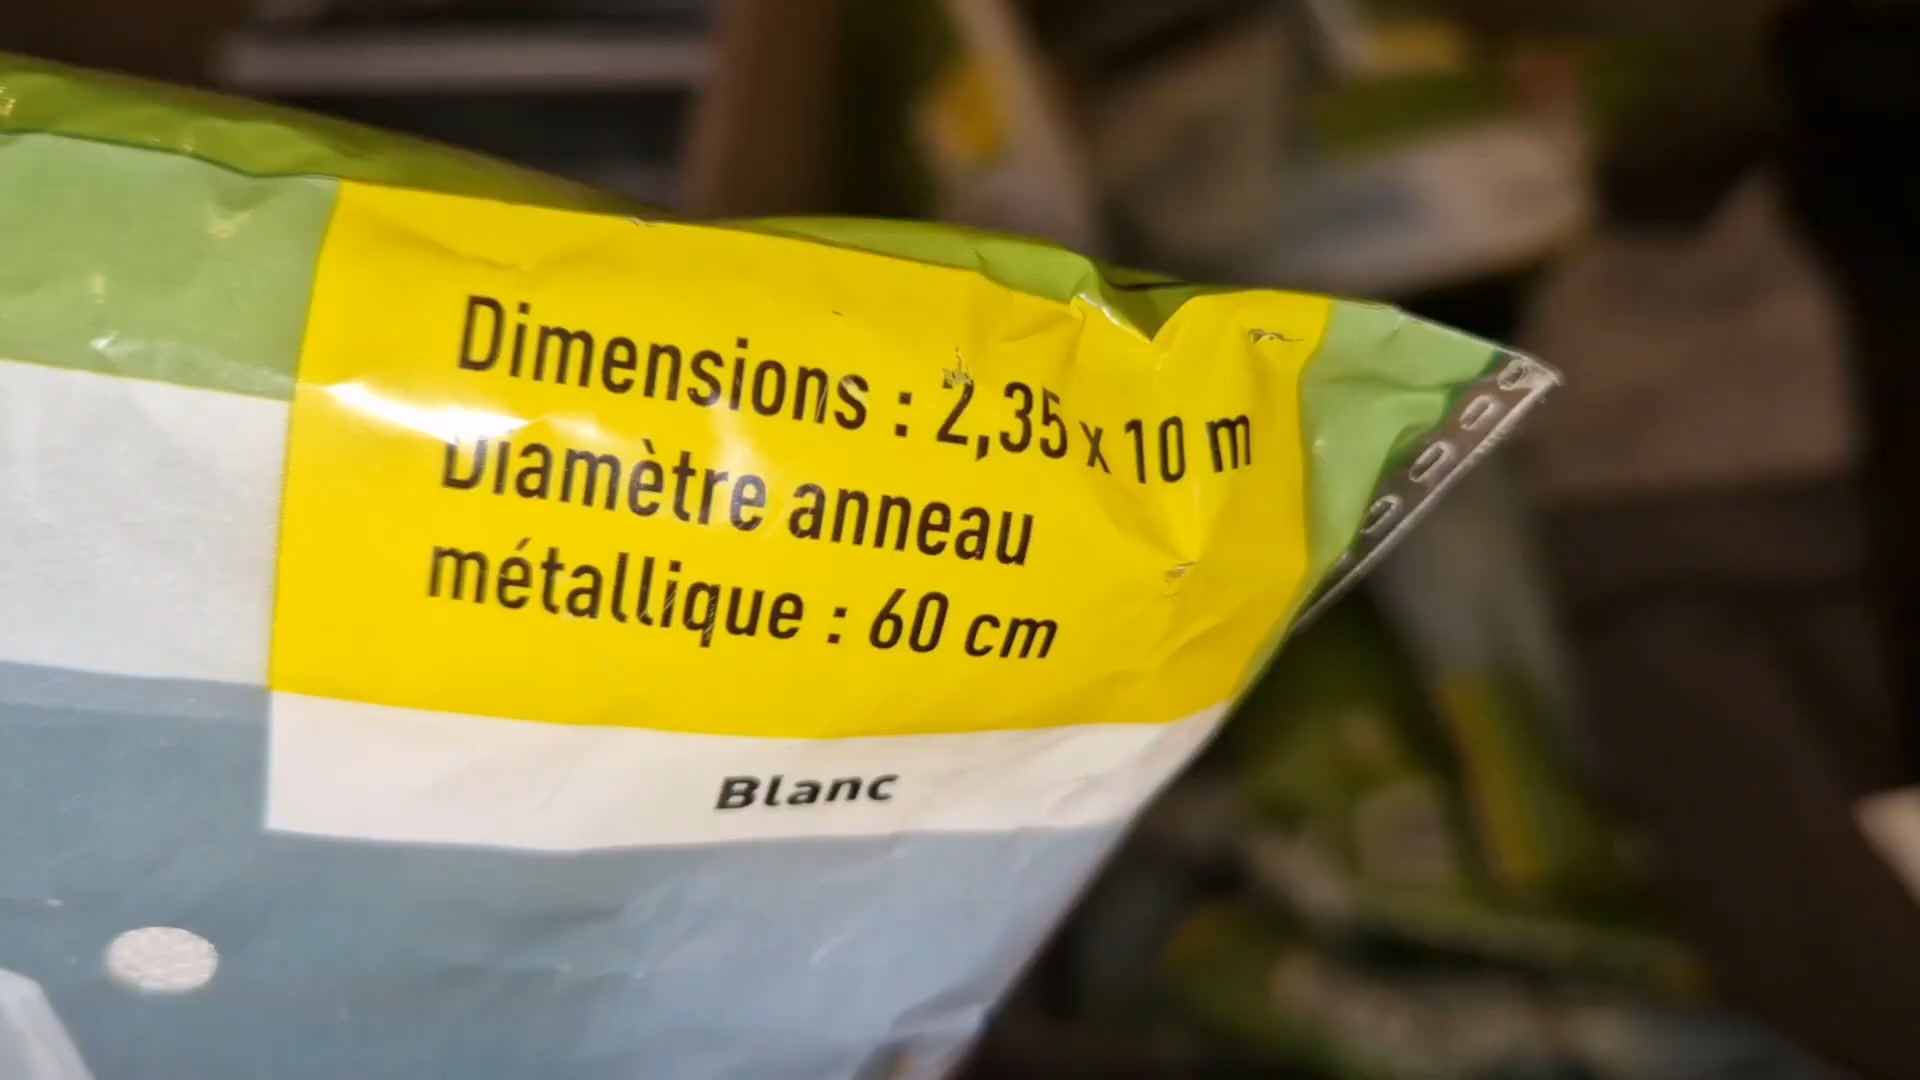 Dimensions : 2,35 x 10 m
Diamètre anneau
métallique : 60 cm
Blanc